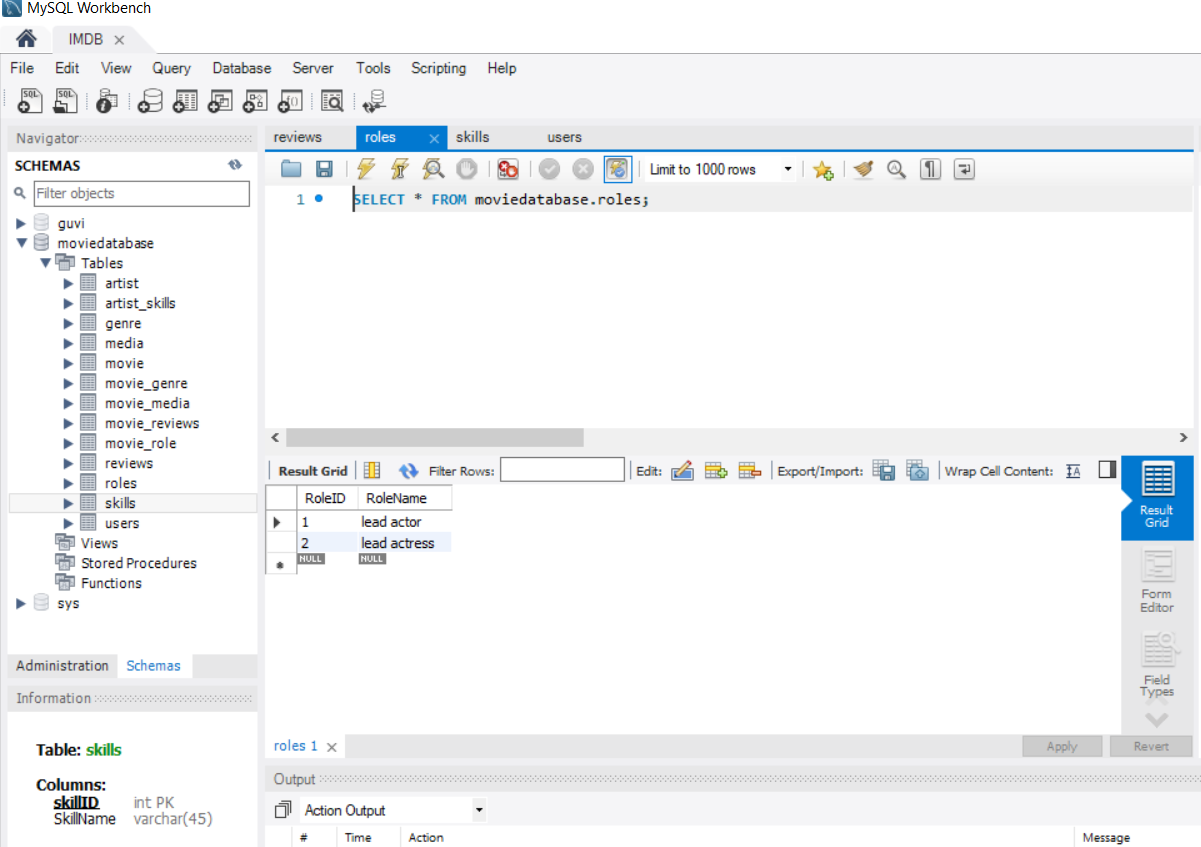 MySQL Workbench
IMDB
File Edit View Query Database Server Tools Scripting Help
SQL SQL
Navigator
SCHEMAS
Filter objects
guvi
moviedatabase
Tables
artist
artist_skills
genre
media
movie
movie_genre
movie_media
movie_reviews
movie_role
reviews
roles
skills
users
Views
Stored Procedures
Functions
sys
Administration Schemas
Information
Table: skills
Columns:
skillID int PK
SkillName varchar(45)
reviews roles skills users
Limit to 1000 rows
1 SELECT * FROM moviedatabase.roles;
Result Grid Filter Rows: Edit: Export/Import: Wrap Cell Content:
RoleID RoleName
1 lead actor
2 lead actress
NULL NULL
Result
Grid
Form
Editor
Field
Types
roles 1 Apply Revert
Output
Action Output
# Time Action Message